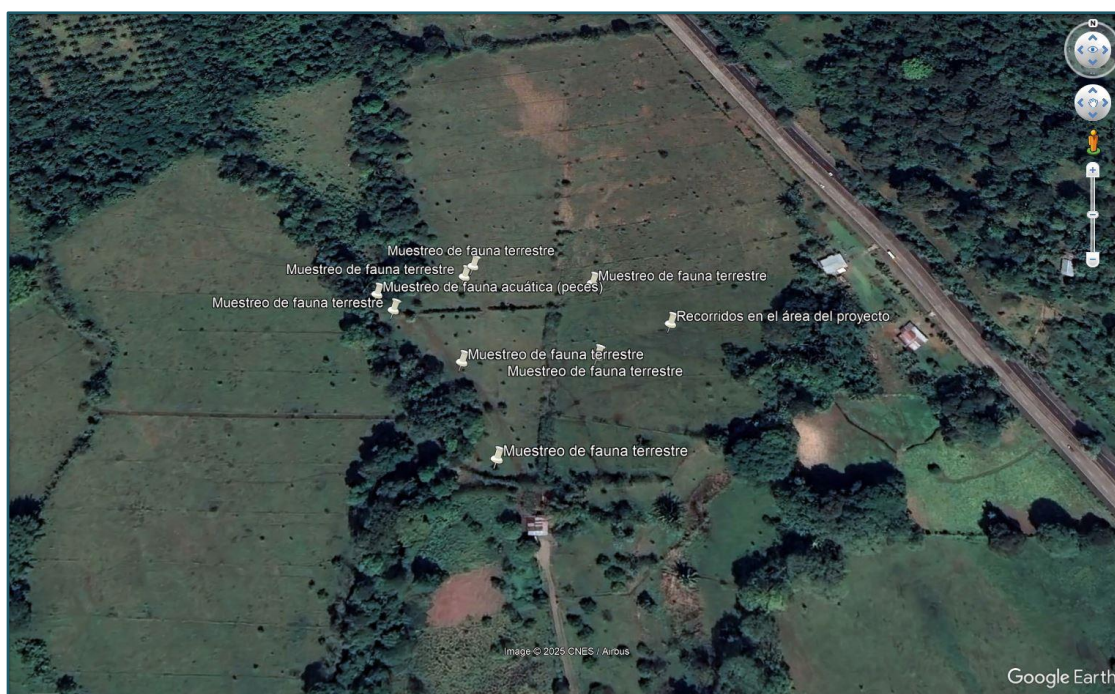 N
Muestreo de fauna terrestre
Muestreo de fauna terrestre
Muestreo de fauna terrestre
Muestreo de fauna acuática (peces)
Muestreo de fauna terrestre
Recorridos en el área del proyecto
Muestreo de fauna terrestre
Muestreo de fauna terrestre
Muestreo de fauna terrestre
Image © 2025 CNES / Airbus
Google Earth